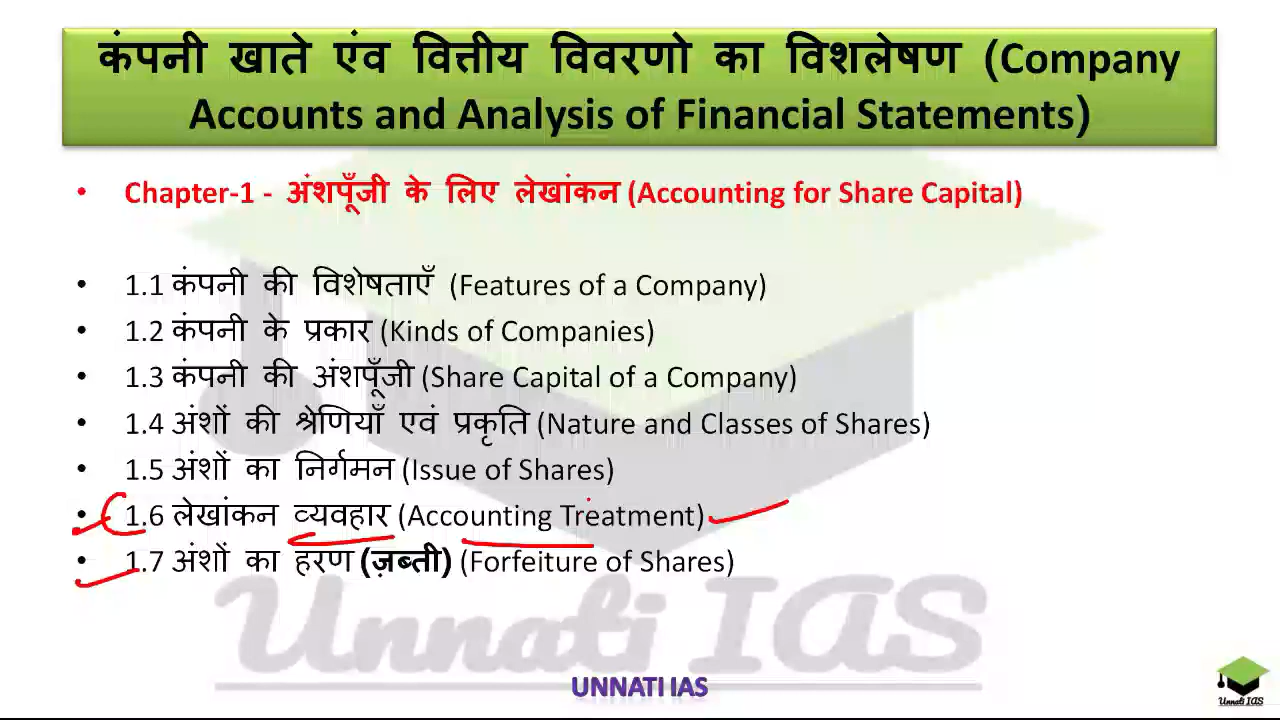 कंपनी खाते एंव वित्तीय विवरणो का विशलेषण (Company
Accounts and Analysis of Financial Statements)
• Chapter-1 - अंशपूँजी के लिए लेखांकन (Accounting for Share Capital)
• 1.1 कंपनी की विशेषताएँ (Features of a Company)
• 1.2 कंपनी के प्रकार (Kinds of Companies)
• 1.3 कंपनी की अंशपूँजी (Share Capital of a Company)
• 1.4 अंशों की श्रेणियाँ एवं प्रकृति (Nature and Classes of Shares)
• 1.5 अंशों का निर्गमन (Issue of Shares)
• 1.6 लेखांकन व्यवहार (Accounting Treatment)
• 1.7 अंशों का हरण (ज़ब्ती) (Forfeiture of Shares)
Unnati IAS
UNNATI IAS
Unnati IAS